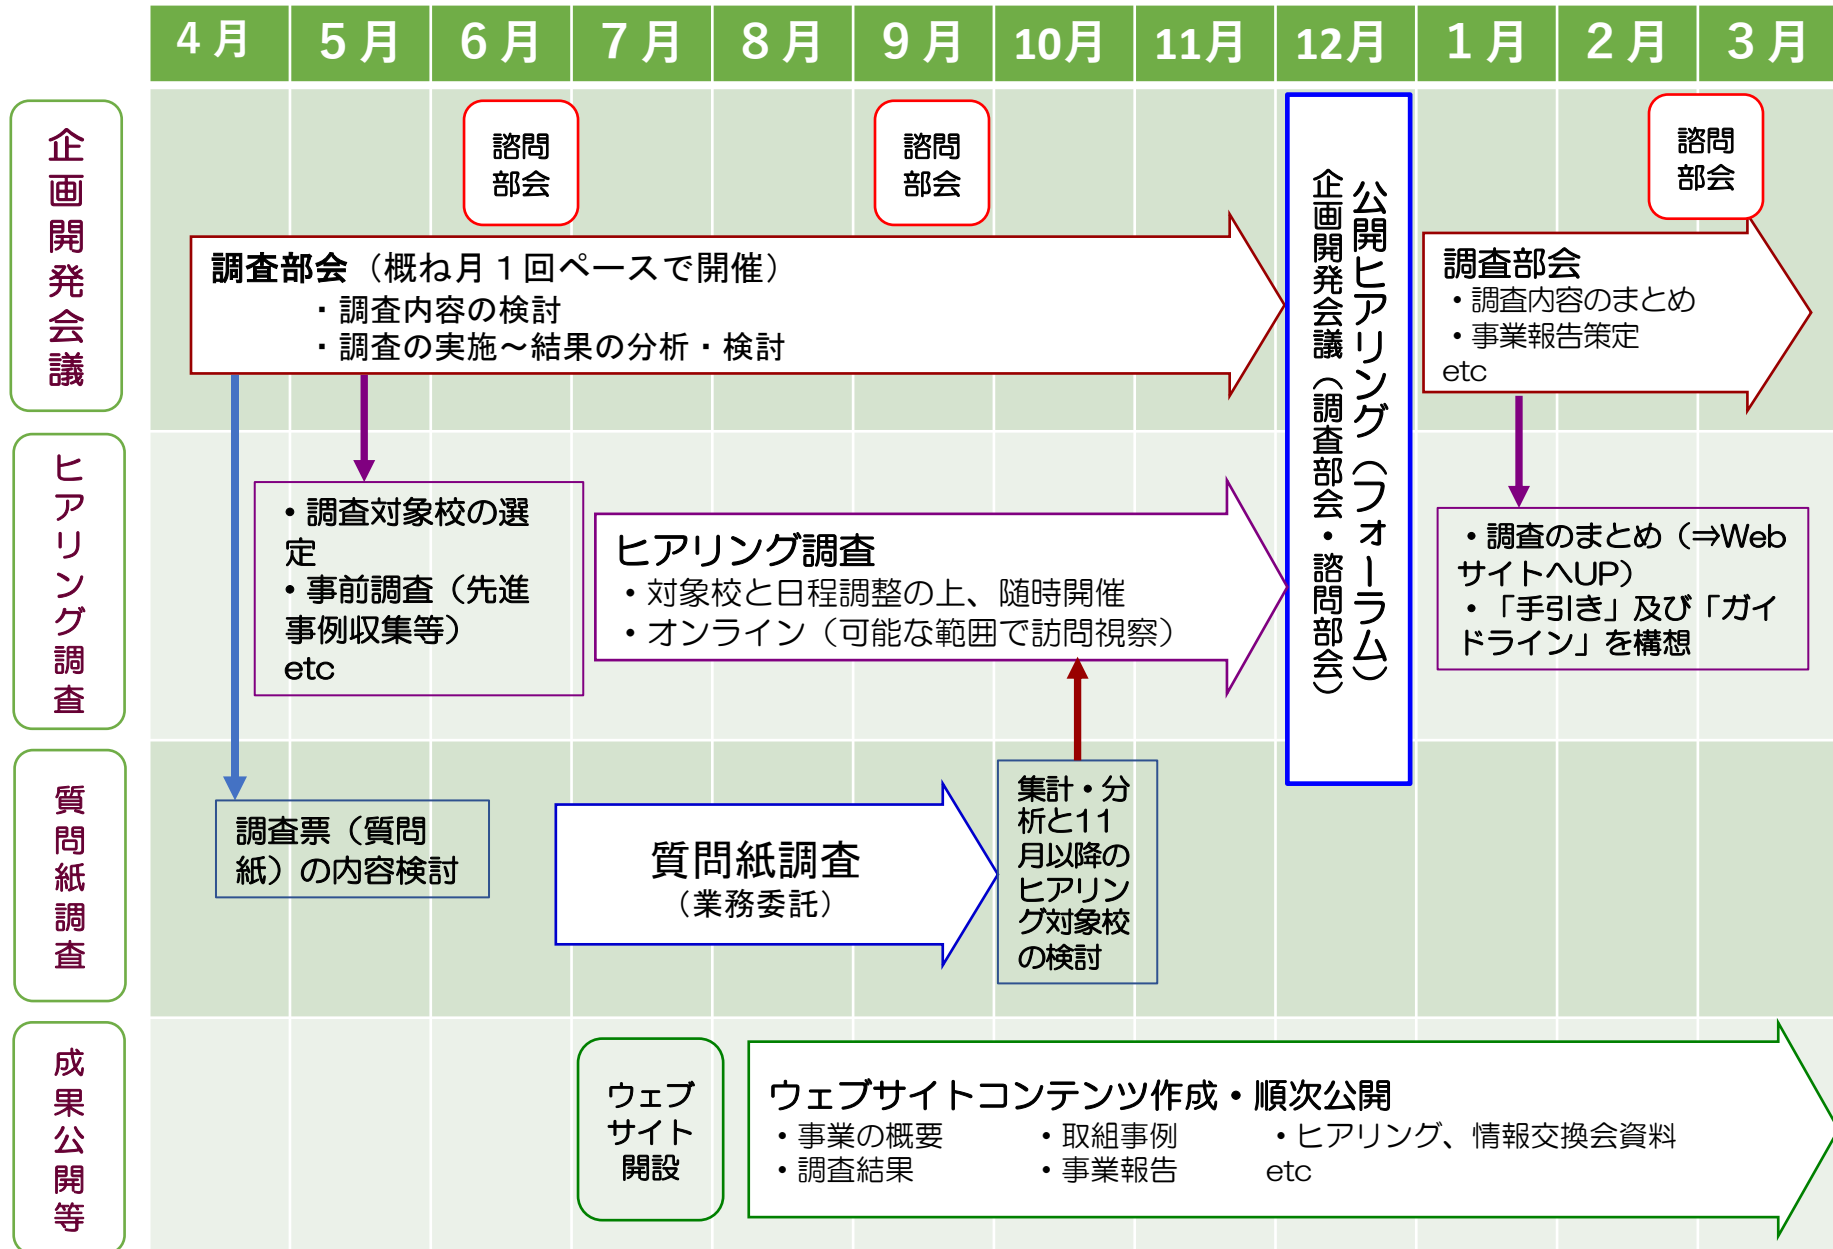 4月 5月 6月 7月 8月 9月 10月 11月 12月 1月 2月 3月
企画開発会議
諮問
部会
諮問
部会
諮問
部会
調査部会（概ね月１回ペースで開催）
・調査内容の検討
・調査の実施～結果の分析・検討
公開ヒアリング（フォーラム）
企画開発会議（調査部会・諮問部会）
調査部会
・調査内容のまとめ
・事業報告策定
etc
ヒアリング調査
・調査対象校の選
定
・事前調査（先進
事例収集等）
etc
ヒアリング調査
・対象校と日程調整の上、随時開催
・オンライン（可能な範囲で訪問視察）
・調査のまとめ（⇒Web
サイトへUP）
・「手引き」及び「ガイ
ドライン」を構想
質問紙調査
調査票（質問
紙）の内容検討
質問紙調査
（業務委託）
集計・分
析と11
月以降の
ヒアリン
グ対象校
の検討
成果公開等
ウェブ
サイト
開設
ウェブサイトコンテンツ作成・順次公開
・事業の概要 ・取組事例 ・ヒアリング、情報交換会資料
・調査結果 ・事業報告 etc